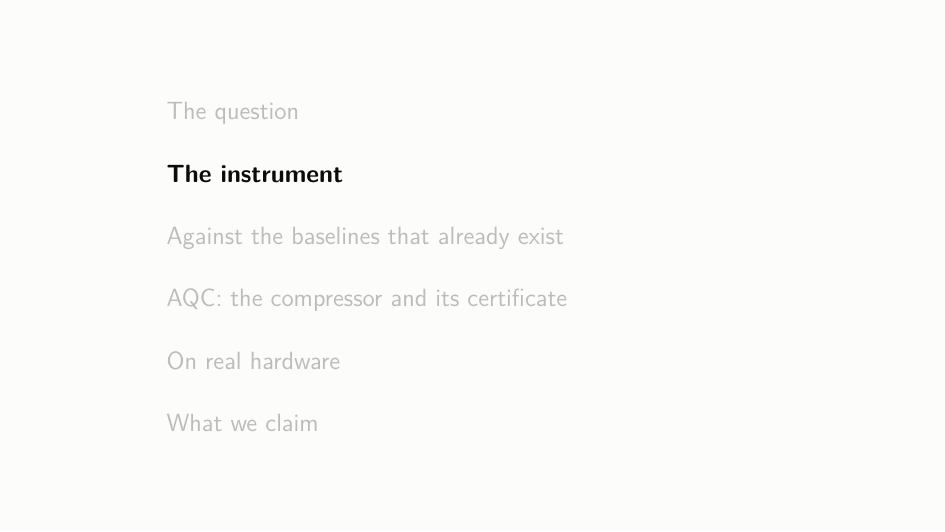 The question
The instrument
Against the baselines that already exist
AQC: the compressor and its certificate
On real hardware
What we claim